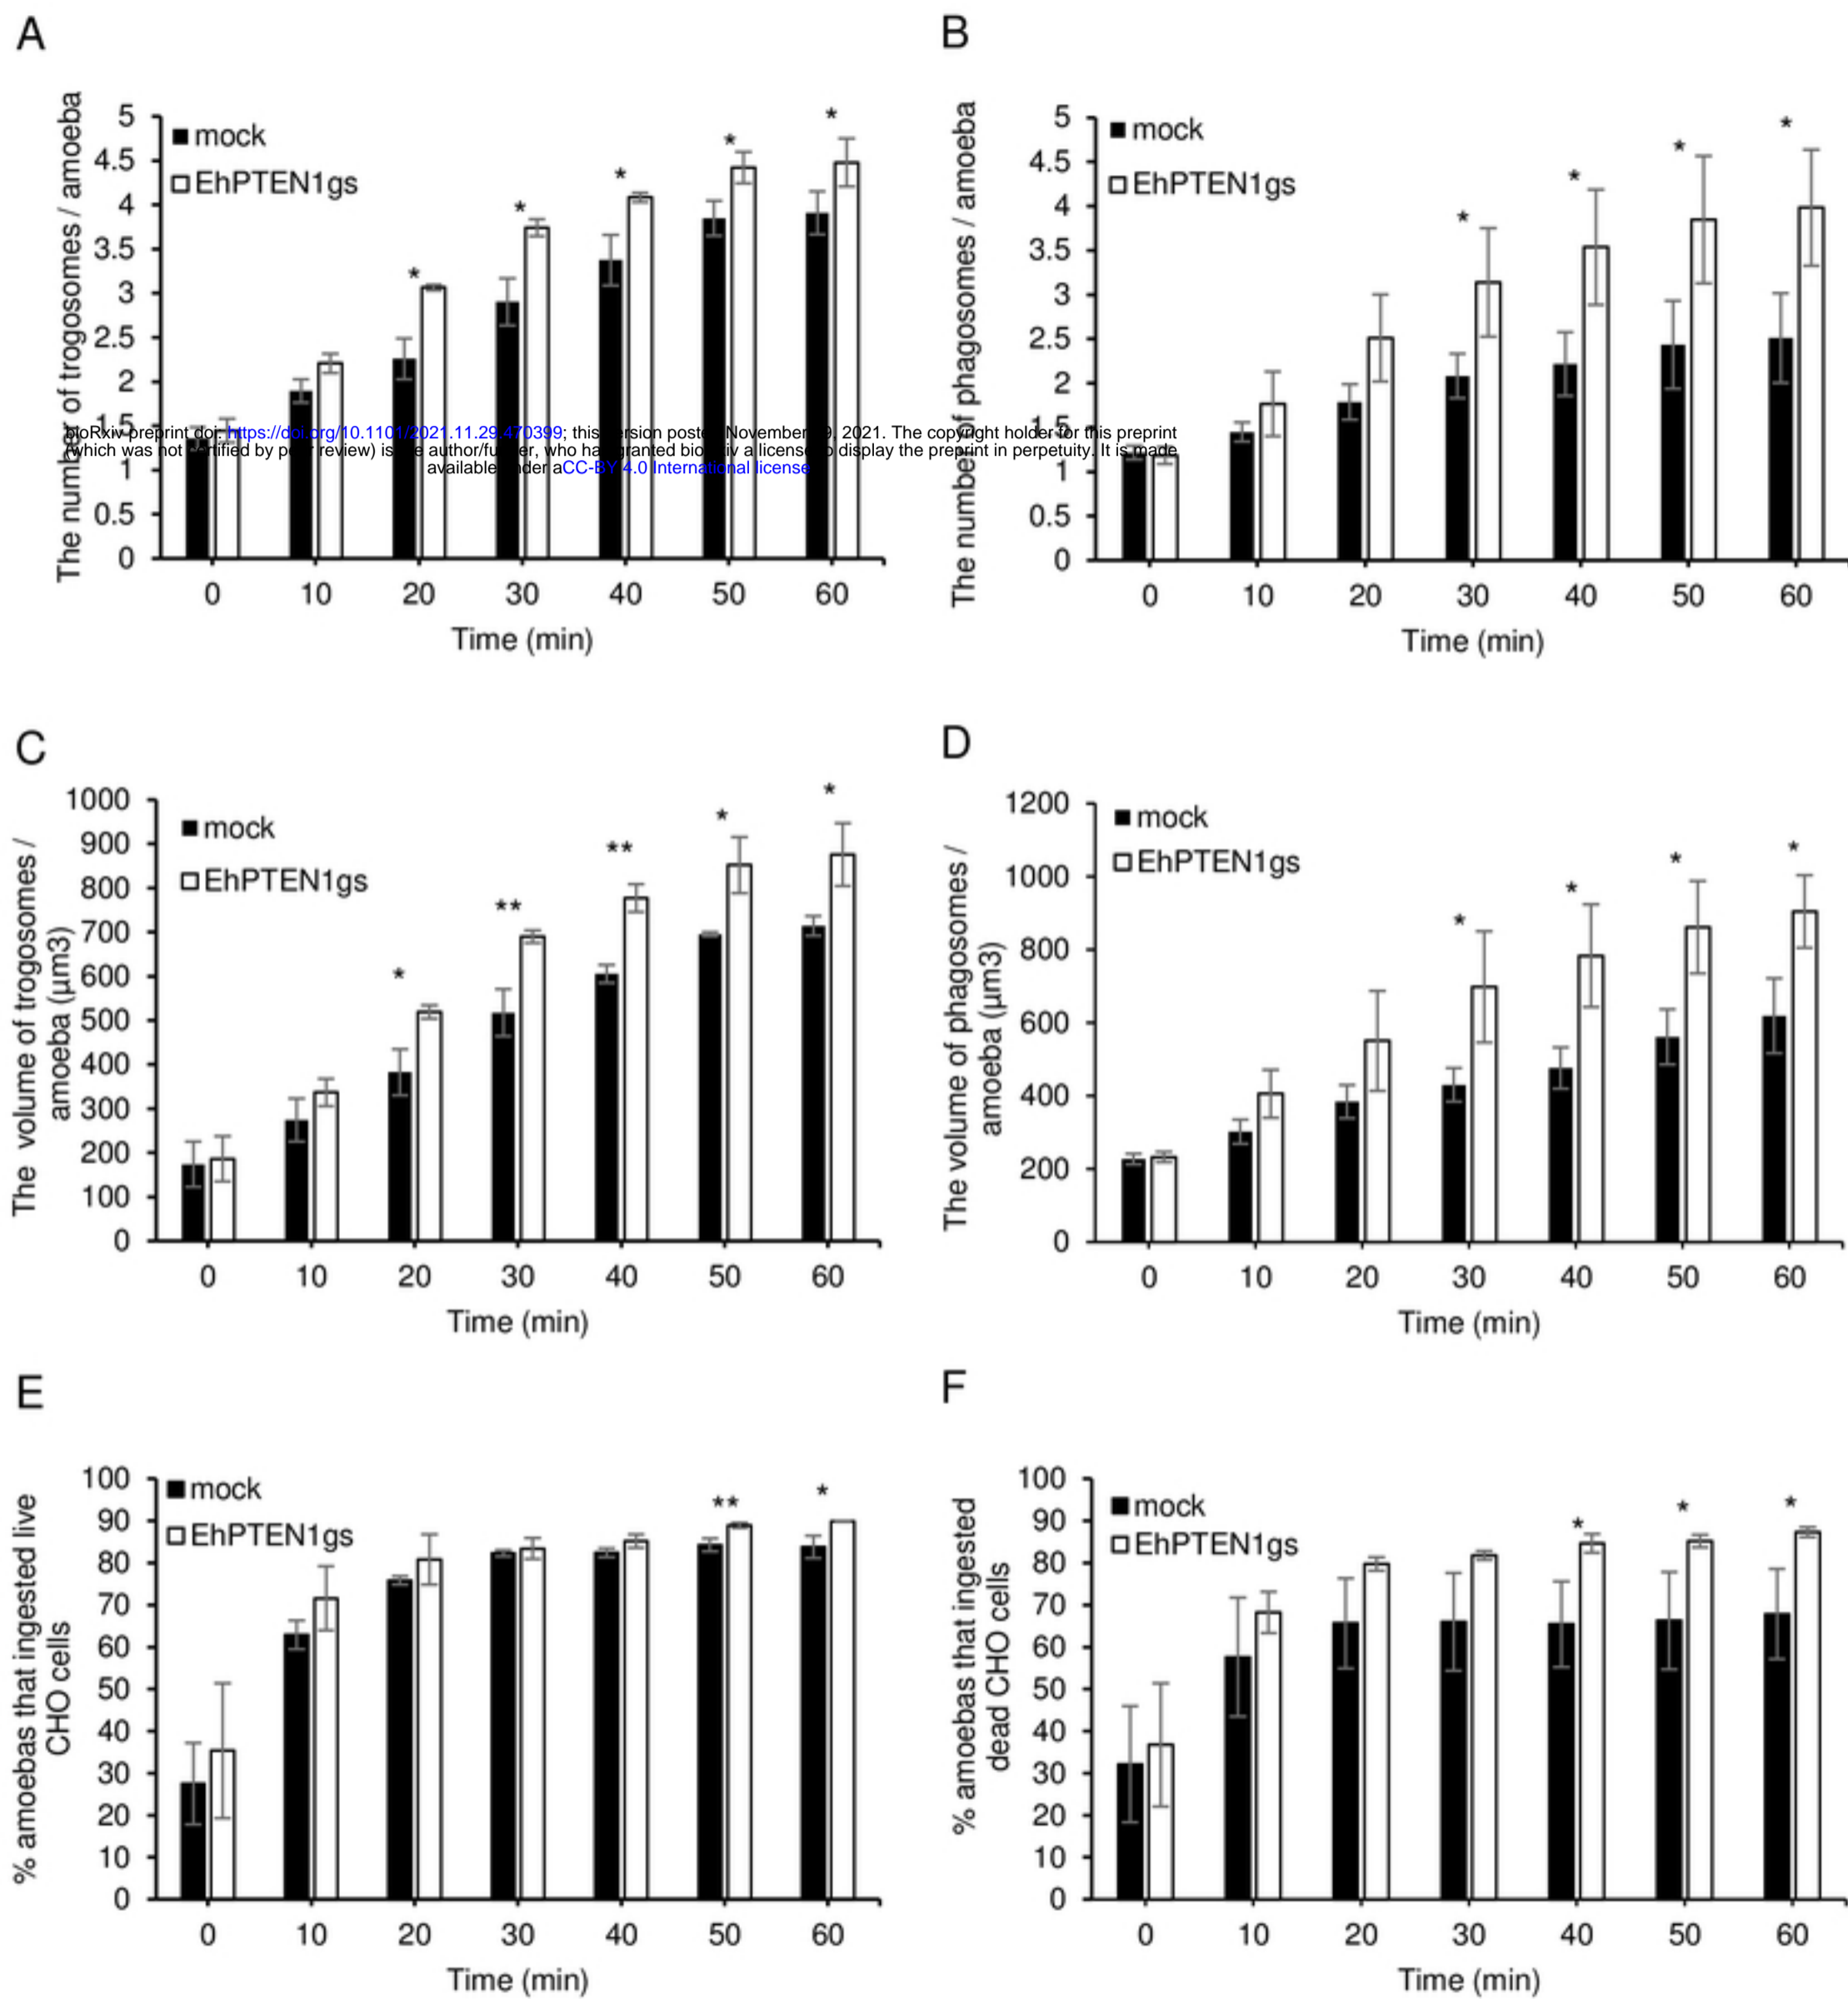 A
The number of trogosomes / amoeba
5
4.5
4
3.5
3
2.5
2
1.5
1
0.5
0
mock
EhPTEN1gs
*
*
*
*
*
0 10 20 30 40 50 60
Time (min)
B
The number of phagosomes / amoeba
5
4.5
4
3.5
3
2.5
2
1.5
1
0.5
0
mock
EhPTEN1gs
*
*
*
*
0 10 20 30 40 50 60
Time (min)
bioRxiv preprint doi: https://doi.org/10.1101/2021.11.29.470399; this version posted November 29, 2021. The copyright holder for this preprint
(which was not certified by peer review) is the author/funder, who has granted bioRxiv a license to display the preprint in perpetuity. It is made
available under aCC-BY 4.0 International license
C
The volume of trogosomes /
amoeba (µm3)
1000
900
800
700
600
500
400
300
200
100
0
mock
EhPTEN1gs
*
**
**
*
*
0 10 20 30 40 50 60
Time (min)
D
The volume of phagosomes /
amoeba (µm3)
1200
1000
800
600
400
200
0
mock
EhPTEN1gs
*
*
*
*
0 10 20 30 40 50 60
Time (min)
E
% amoebas that ingested live
CHO cells
100
90
80
70
60
50
40
30
20
10
0
mock
EhPTEN1gs
**
*
0 10 20 30 40 50 60
Time (min)
F
% amoebas that ingested
dead CHO cells
100
90
80
70
60
50
40
30
20
10
0
mock
EhPTEN1gs
*
*
*
0 10 20 30 40 50 60
Time (min)